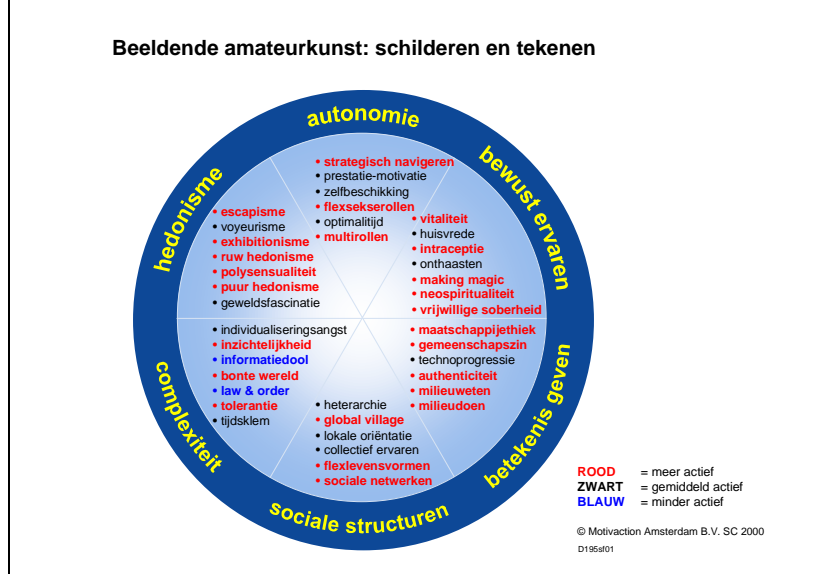 Beeldende amateurkunst: schilderen en tekenen
autonomie
• strategisch navigeren
• prestatie-motivatie
• zelfbeschikking
• flexsekserollen
• optimalitijd
• multirollen
bewust ervaren
• vitaliteit
• huisvrede
• intraceptie
• onthaasten
• making magic
• neospiritualiteit
• vrijwillige soberheid
betekenis geven
• maatschappijethiek
• gemeenschapszin
• technoprogressie
• authenticiteit
• milieuweten
• milieudoen
sociale structuren
• heterarchie
• global village
• lokale oriëntatie
• collectief ervaren
• flexlevensvormen
• sociale netwerken
complexiteit
• individualiseringsangst
• inzichtelijkheid
• informatiedool
• bonte wereld
• law & order
• tolerantie
• tijdsklem
hedonisme
• escapisme
• voyeurisme
• exhibitionisme
• ruw hedonisme
• polysensualiteit
• puur hedonisme
• geweldsfascinatie
ROOD = meer actief
ZWART = gemiddeld actief
BLAUW = minder actief
© Motivaction Amsterdam B.V. SC 2000
D195sf01